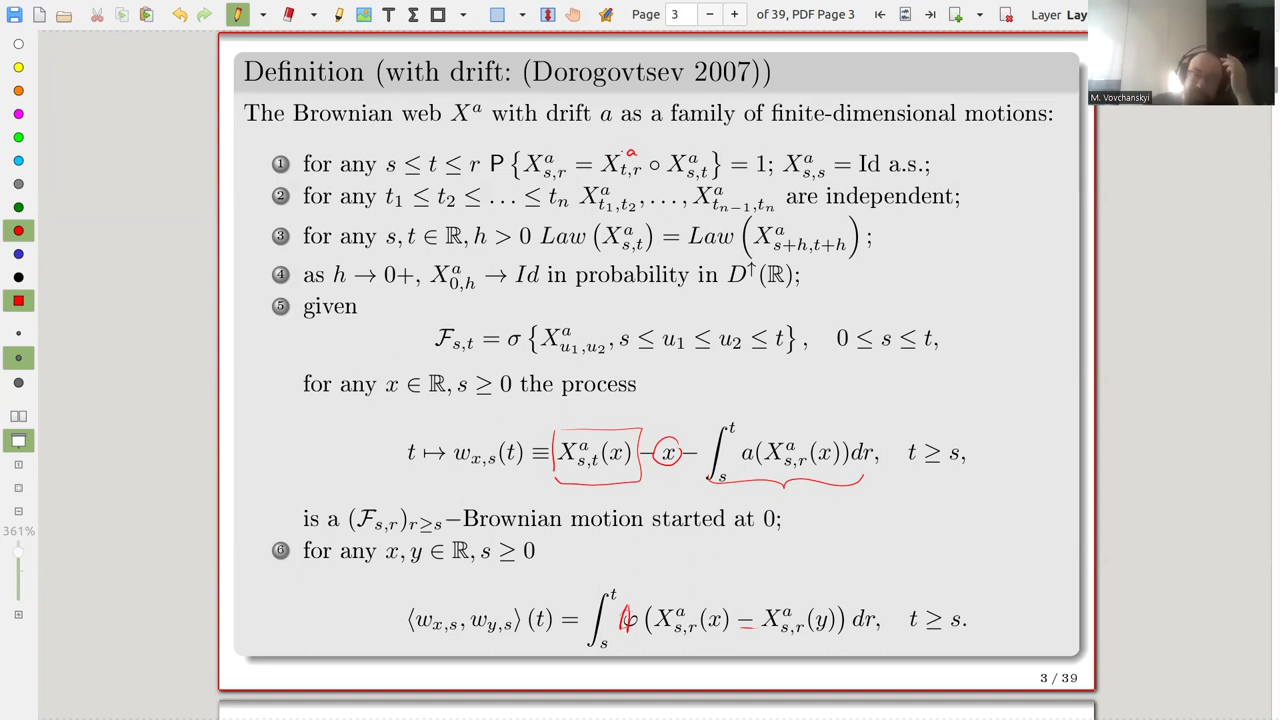 Page 3 of 39, PDF Page 3 Layer Lay
M. Vovchanskyi
361%
Definition (with drift: (Dorogovtsev 2007))
The Brownian web X^a with drift a as a family of finite-dimensional motions:
1 for any s ≤ t ≤ r P{X^a_{s,r} = X^a_{t,r} ∘ X^a_{s,t}} = 1; X^a_{s,s} = Id a.s.;
2 for any t_1 ≤ t_2 ≤ … ≤ t_n X^a_{t_1,t_2}, …, X^a_{t_{n-1},t_n} are independent;
3 for any s, t ∈ ℝ, h > 0 Law(X^a_{s,t}) = Law(X^a_{s+h,t+h});
4 as h → 0+, X^a_{0,h} → Id in probability in D^↑(ℝ);
5 given
F_{s,t} = σ{X^a_{u_1,u_2}, s ≤ u_1 ≤ u_2 ≤ t}, 0 ≤ s ≤ t,
for any x ∈ ℝ, s ≥ 0 the process
t ↦ w_{x,s}(t) ≡ X^a_{s,t}(x) − x − ∫_s^t a(X^a_{s,r}(x))dr, t ≥ s,
is a (F_{s,r})_{r≥s}−Brownian motion started at 0;
6 for any x, y ∈ ℝ, s ≥ 0
⟨w_{x,s}, w_{y,s}⟩(t) = ∫_s^t (X^a_{s,r}(x) − X^a_{s,r}(y)) dr, t ≥ s.
3 / 39